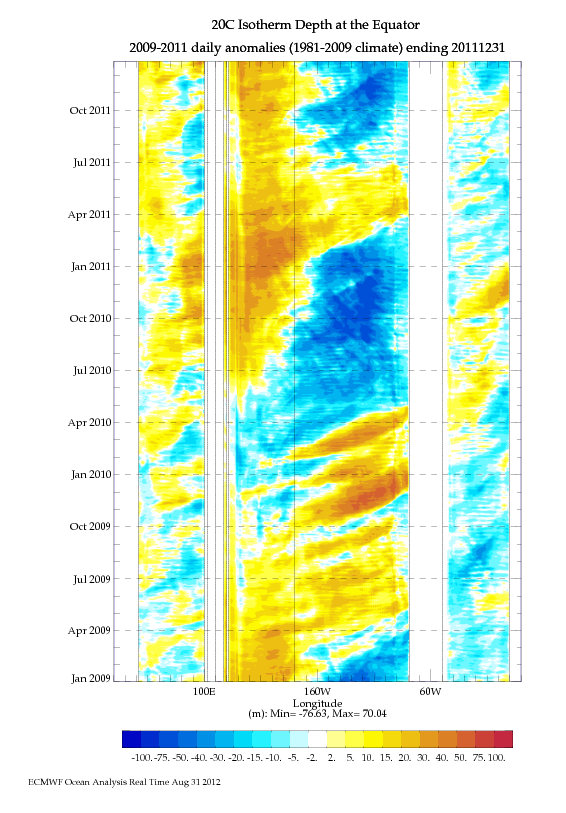 20C Isotherm Depth at the Equator
2009-2011 daily anomalies (1981-2009 climate) ending 20111231
Oct 2011
Jul 2011
Apr 2011
Jan 2011
Oct 2010
Jul 2010
Apr 2010
Jan 2010
Oct 2009
Jul 2009
Apr 2009
Jan 2009
100E 160W 60W
Longitude
(m): Min= -76.63, Max= 70.04
-100. -75. -50. -40. -30. -20. -15. -10. -5. -2. 2. 5. 10. 15. 20. 30. 40. 50. 75. 100.
ECMWF Ocean Analysis Real Time Aug 31 2012